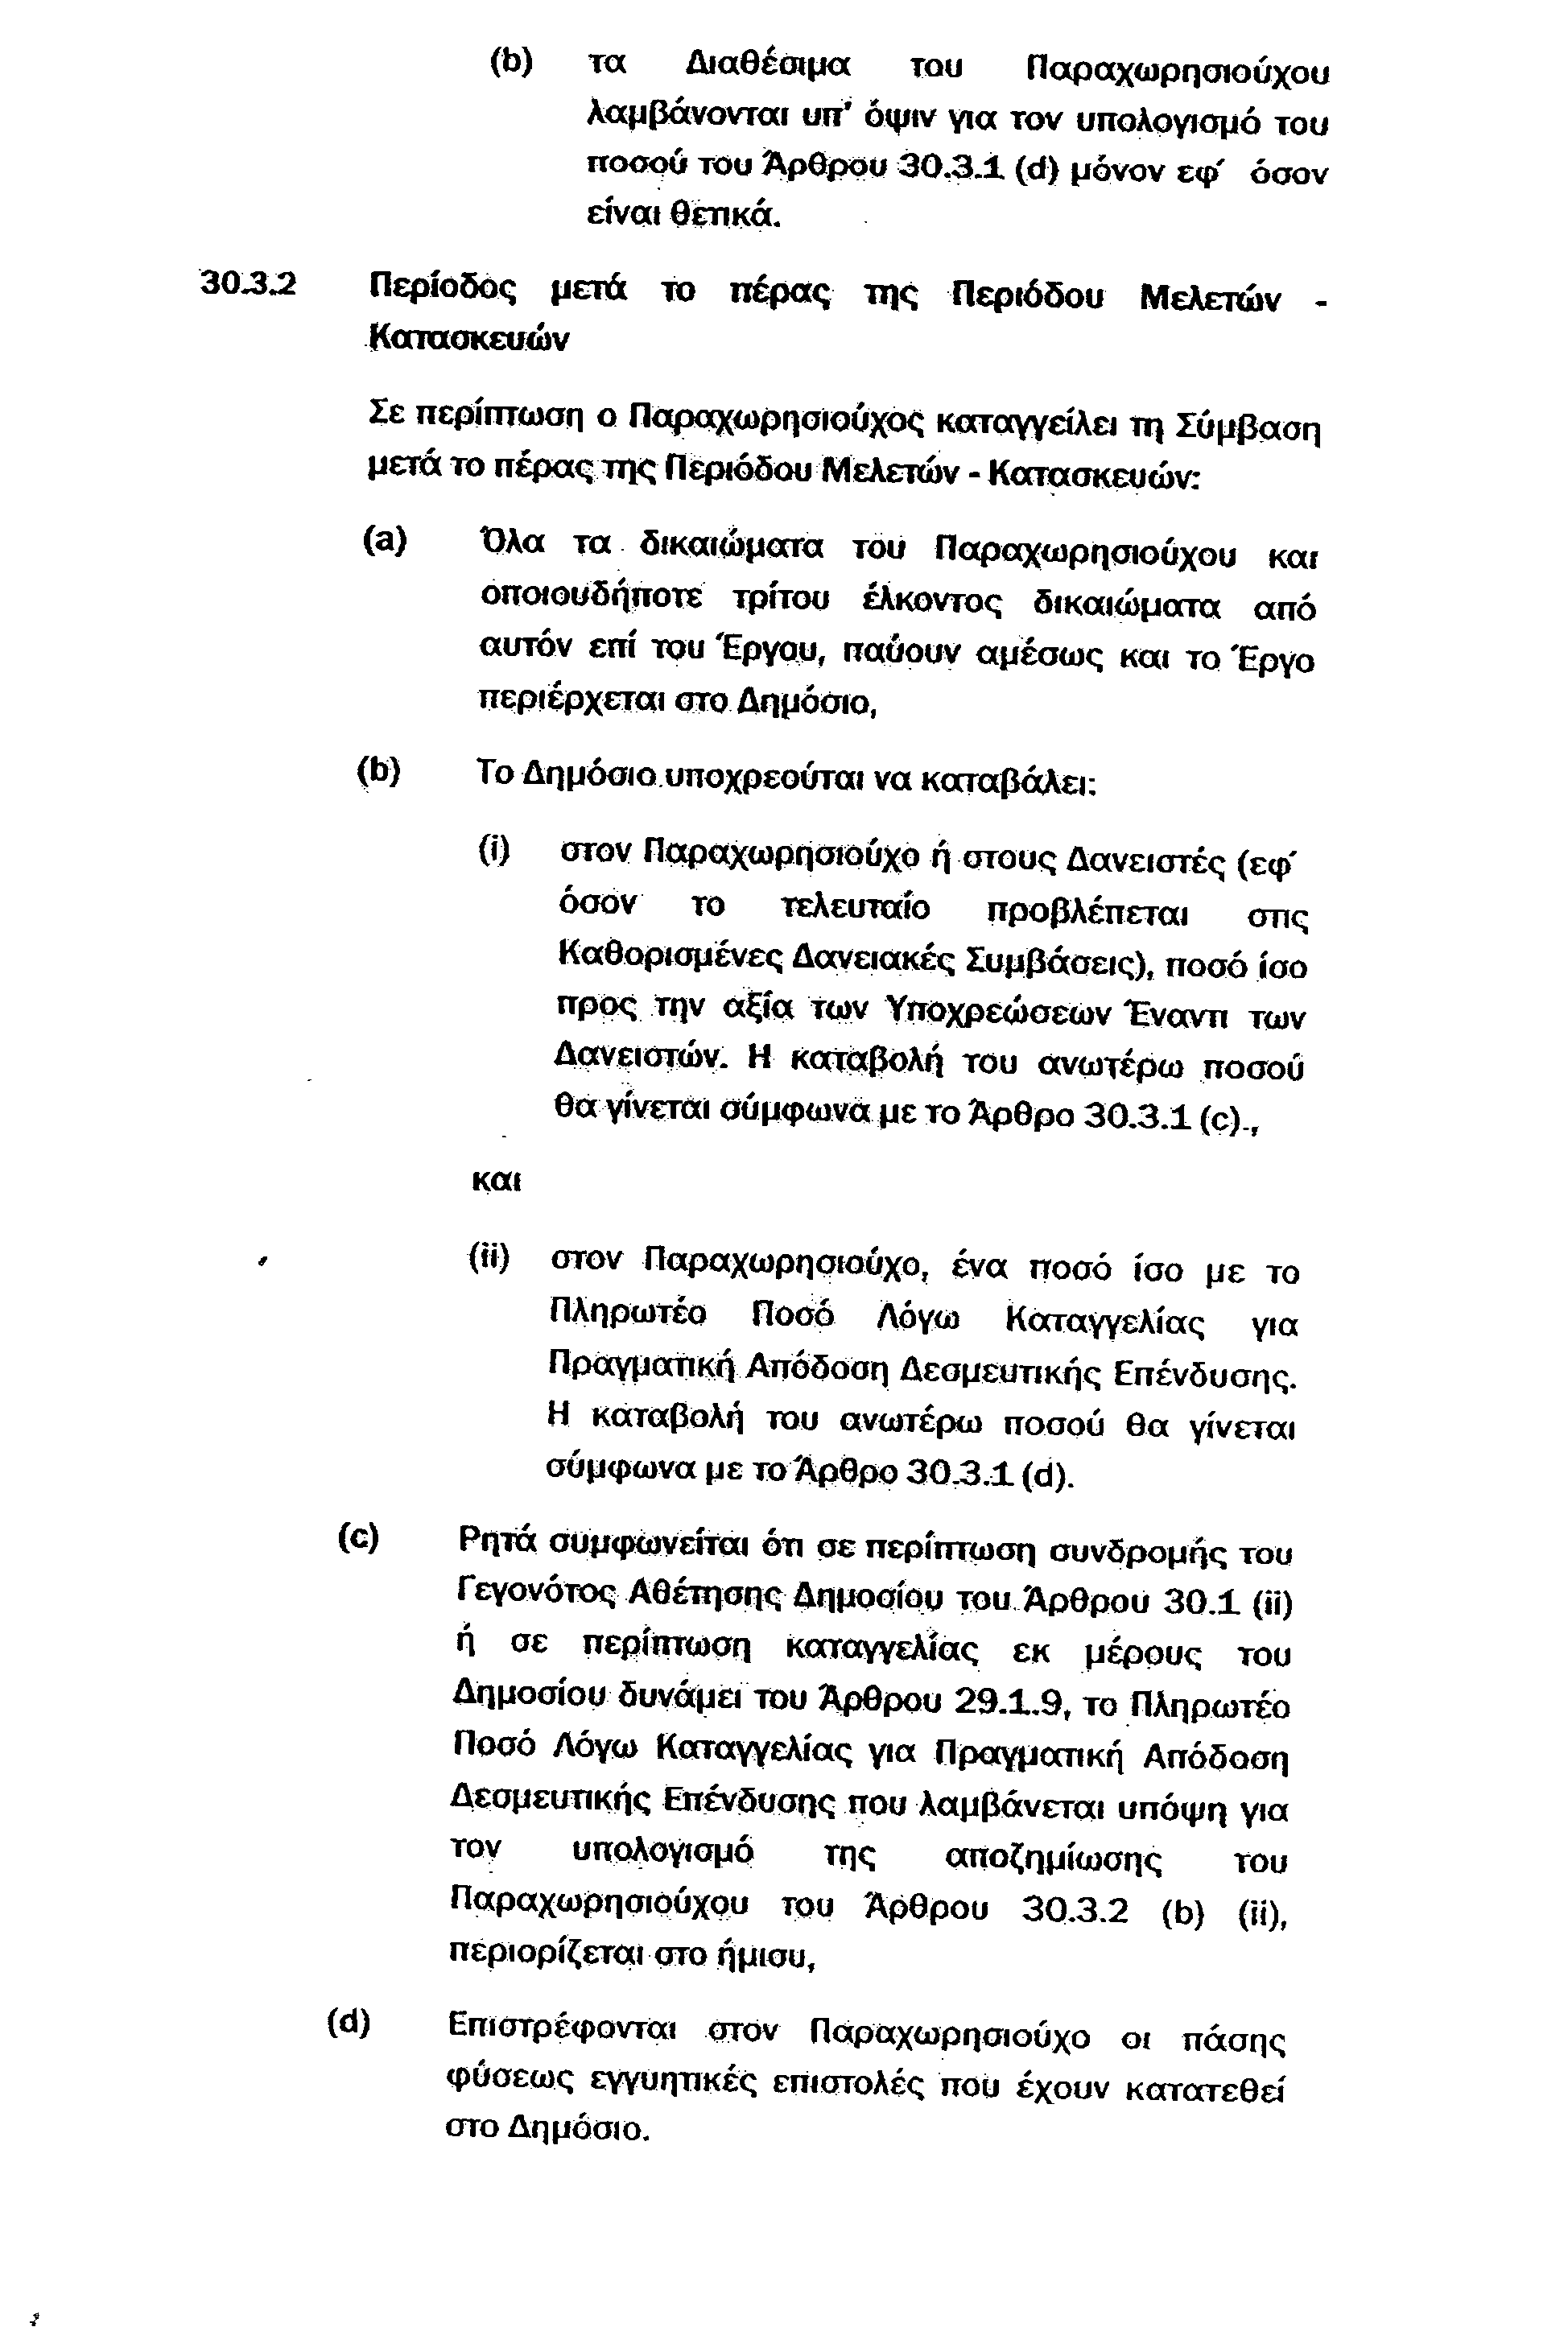 (b) τα Διαθέσιμα του Παραχωρησιούχου
λαμβάνονται υπ' όψιν για τον υπολογισμό του
ποσού του Άρθρου 30.3.1 (d) μόνον εφ' όσον
είναι θετικά.
30.3.2 Περίοδος μετά το πέρας της Περιόδου Μελετών -
Κατασκευών
Σε περίπτωση ο Παραχωρησιούχος καταγγείλει τη Σύμβαση
μετά το πέρας της Περιόδου Μελετών - Κατασκευών:
(a) Όλα τα δικαιώματα του Παραχωρησιούχου και
οποιουδήποτε τρίτου έλκοντος δικαιώματα από
αυτόν επί του Έργου, παύουν αμέσως και το Έργο
περιέρχεται στο Δημόσιο,
(b) Το Δημόσιο υποχρεούται να καταβάλει:
(i) στον Παραχωρησιούχο ή στους Δανειστές (εφ'
όσον το τελευταίο προβλέπεται στις
Καθορισμένες Δανειακές Συμβάσεις), ποσό ίσο
προς την αξία των Υποχρεώσεων Έναντι των
Δανειστών. Η καταβολή του ανωτέρω ποσού
θα γίνεται σύμφωνα με το Άρθρο 30.3.1 (c).,
και
(ii) στον Παραχωρησιούχο, ένα ποσό ίσο με το
Πληρωτέο Ποσό Λόγω Καταγγελίας για
Πραγματική Απόδοση Δεσμευτικής Επένδυσης.
Η καταβολή του ανωτέρω ποσού θα γίνεται
σύμφωνα με το Άρθρο 30.3.1 (d).
(c) Ρητά συμφωνείται ότι σε περίπτωση συνδρομής του
Γεγονότος Αθέτησης Δημοσίου του Άρθρου 30.1 (ii)
ή σε περίπτωση καταγγελίας εκ μέρους του
Δημοσίου δυνάμει του Άρθρου 29.1.9, το Πληρωτέο
Ποσό Λόγω Καταγγελίας για Πραγματική Απόδοση
Δεσμευτικής Επένδυσης που λαμβάνεται υπόψη για
τον υπολογισμό της αποζημίωσης του
Παραχωρησιούχου του Άρθρου 30.3.2 (b) (ii),
περιορίζεται στο ήμισυ,
(d) Επιστρέφονται στον Παραχωρησιούχο οι πάσης
φύσεως εγγυητικές επιστολές που έχουν κατατεθεί
στο Δημόσιο.